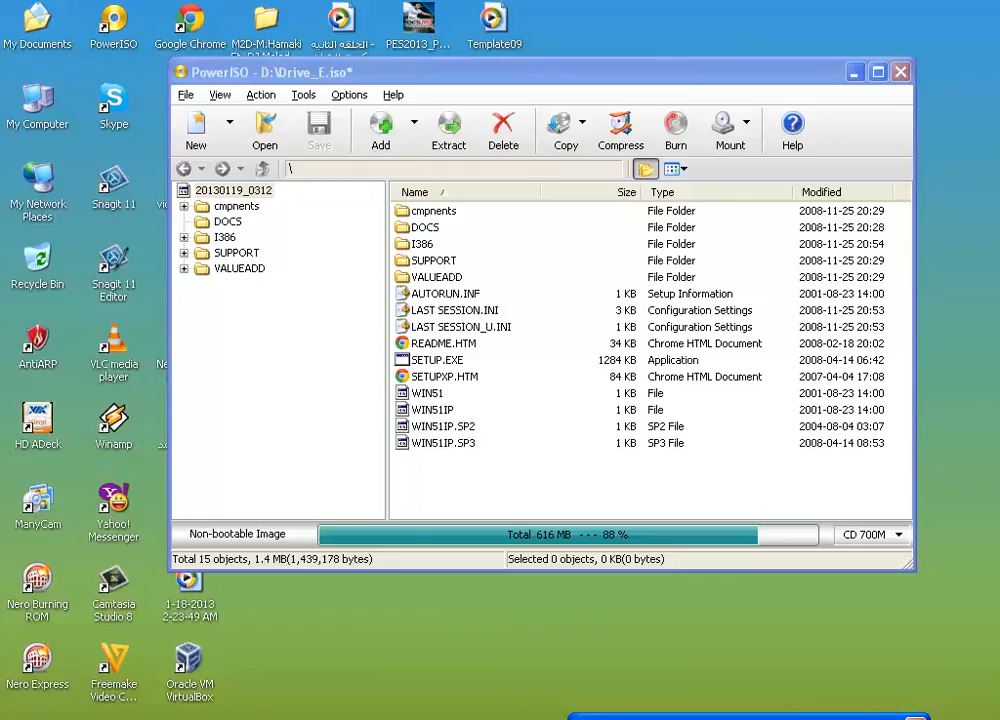 My Documents
PowerISO
Google Chrome
M2D-M.Hamaki
الحلقه الثانيه - ...
PES2013_P...
Template09
PowerISO - D:\Drive_E.iso*
File View Action Tools Options Help
New Open Save Add Extract Delete Copy Compress Burn Mount Help
\
20130119_0312
cmpnents
DOCS
I386
SUPPORT
VALUEADD
Name Size Type Modified
cmpnents File Folder 2008-11-25 20:29
DOCS File Folder 2008-11-25 20:28
I386 File Folder 2008-11-25 20:54
SUPPORT File Folder 2008-11-25 20:29
VALUEADD File Folder 2008-11-25 20:29
AUTORUN.INF 1 KB Setup Information 2001-08-23 14:00
LAST SESSION.INI 3 KB Configuration Settings 2008-11-25 20:53
LAST SESSION_U.INI 1 KB Configuration Settings 2008-11-25 20:53
README.HTM 34 KB Chrome HTML Document 2008-02-18 20:02
SETUP.EXE 1284 KB Application 2008-04-14 06:42
SETUPXP.HTM 84 KB Chrome HTML Document 2007-04-04 17:08
WIN51 1 KB File 2001-08-23 14:00
WIN51IP 1 KB File 2001-08-23 14:00
WIN51IP.SP2 1 KB SP2 File 2004-08-04 03:07
WIN51IP.SP3 1 KB SP3 File 2008-04-14 08:53
Non-bootable Image
Total 616 MB --- 88 %
CD 700M
Total 15 objects, 1.4 MB(1,439,178 bytes)
Selected 0 objects, 0 KB(0 bytes)
My Computer
Skype
My Network
Places
Snagit 11
Recycle Bin
Snagit 11
Editor
AntiARP
VLC media
player
HD ADeck
Winamp
ManyCam
Yahoo!
Messenger
Nero Burning
ROM
Camtasia
Studio 8
1-18-2013
2-23-49 AM
Nero Express
Freemake
Video C...
Oracle VM
VirtualBox